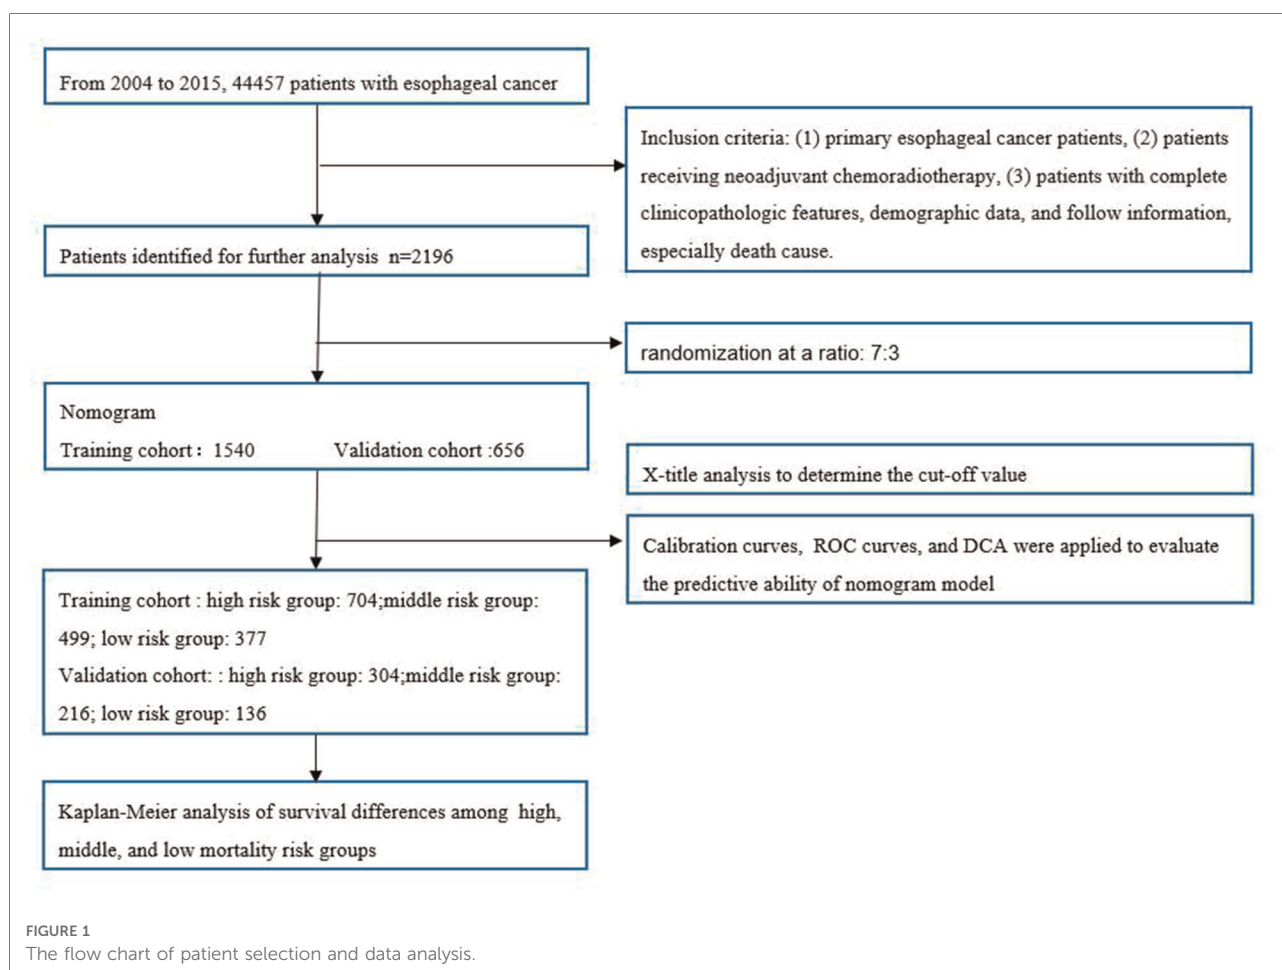 From 2004 to 2015, 44457 patients with esophageal cancer
Inclusion criteria: (1) primary esophageal cancer patients, (2) patients
receiving neoadjuvant chemoradiotherapy, (3) patients with complete
clinicopathologic features, demographic data, and follow information,
especially death cause.
Patients identified for further analysis n=2196
randomization at a ratio: 7:3
Nomogram
Training cohort: 1540 Validation cohort :656
X-title analysis to determine the cut-off value
Calibration curves, ROC curves, and DCA were applied to evaluate
the predictive ability of nomogram model
Training cohort : high risk group: 704;middle risk group:
499; low risk group: 377
Validation cohort: : high risk group: 304;middle risk group:
216; low risk group: 136
Kaplan-Meier analysis of survival differences among high,
middle, and low mortality risk groups
FIGURE 1
The flow chart of patient selection and data analysis.